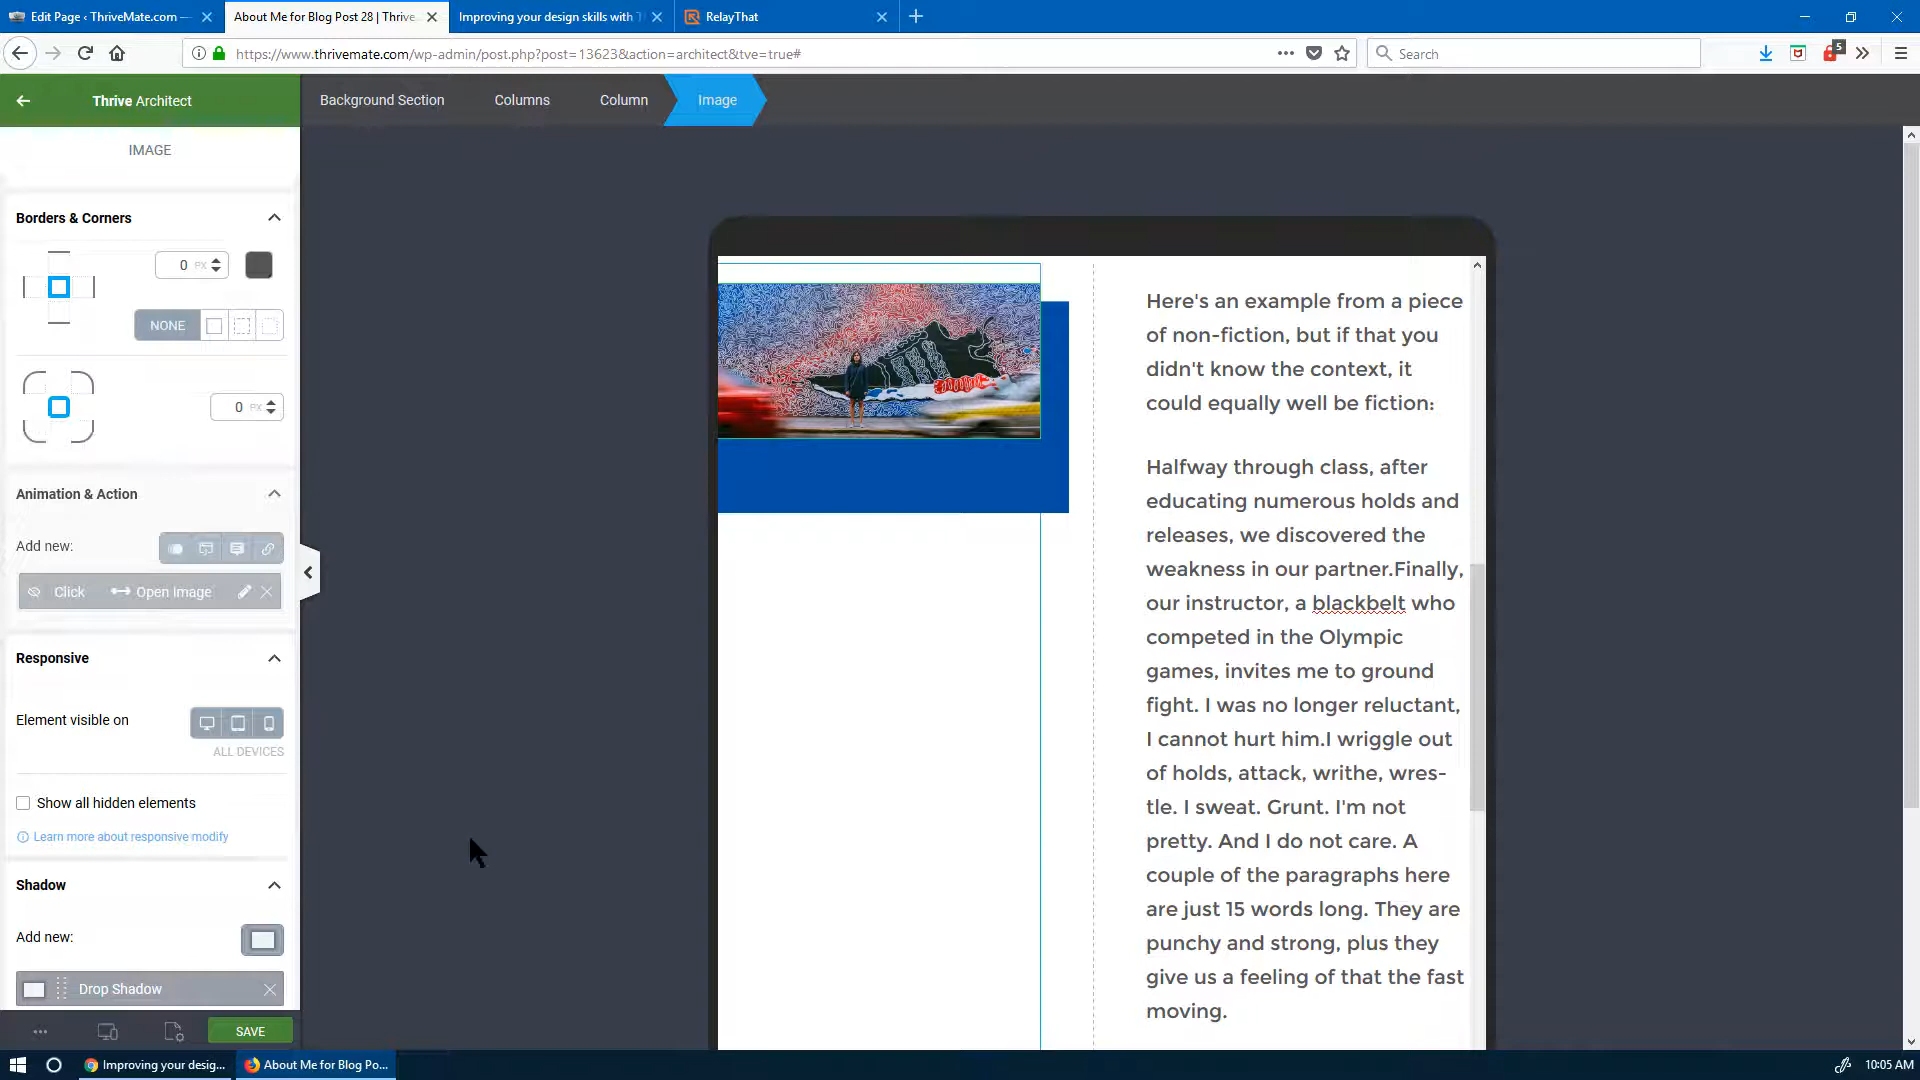 Edit Page ‹ ThriveMate.com —
About Me for Blog Post 28 | Thrive
Improving your design skills with T
RelayThat
https://www.thrivemate.com/wp-admin/post.php?post=13623&action=architect&tve=true#
Search
5
Thrive Architect
Background Section
Columns
Column
Image
IMAGE
Borders & Corners
0 PX
NONE
0 PX
Animation & Action
Add new:
Click
Open Image
Responsive
Element visible on
ALL DEVICES
Show all hidden elements
Learn more about responsive modify
Shadow
Add new:
Drop Shadow
SAVE
Here's an example from a piece
of non-fiction, but if that you
didn't know the context, it
could equally well be fiction:
Halfway through class, after
educating numerous holds and
releases, we discovered the
weakness in our partner.Finally,
our instructor, a blackbelt who
competed in the Olympic
games, invites me to ground
fight. I was no longer reluctant,
I cannot hurt him.I wriggle out
of holds, attack, writhe, wres-
tle. I sweat. Grunt. I'm not
pretty. And I do not care. A
couple of the paragraphs here
are just 15 words long. They are
punchy and strong, plus they
give us a feeling of that the fast
moving.
Improving your desig...
About Me for Blog Po...
10:05 AM